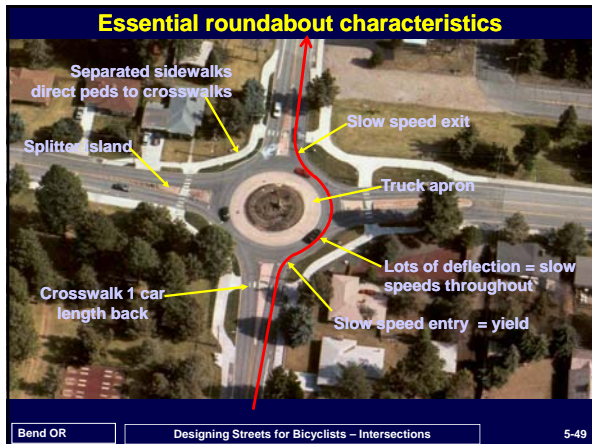 Essential roundabout characteristics
Separated sidewalks
direct peds to crosswalks
Slow speed exit
Splitter island
Truck apron
Lots of deflection = slow
speeds throughout
Crosswalk 1 car
length back
Slow speed entry = yield
Bend OR
Designing Streets for Bicyclists – Intersections
5-49